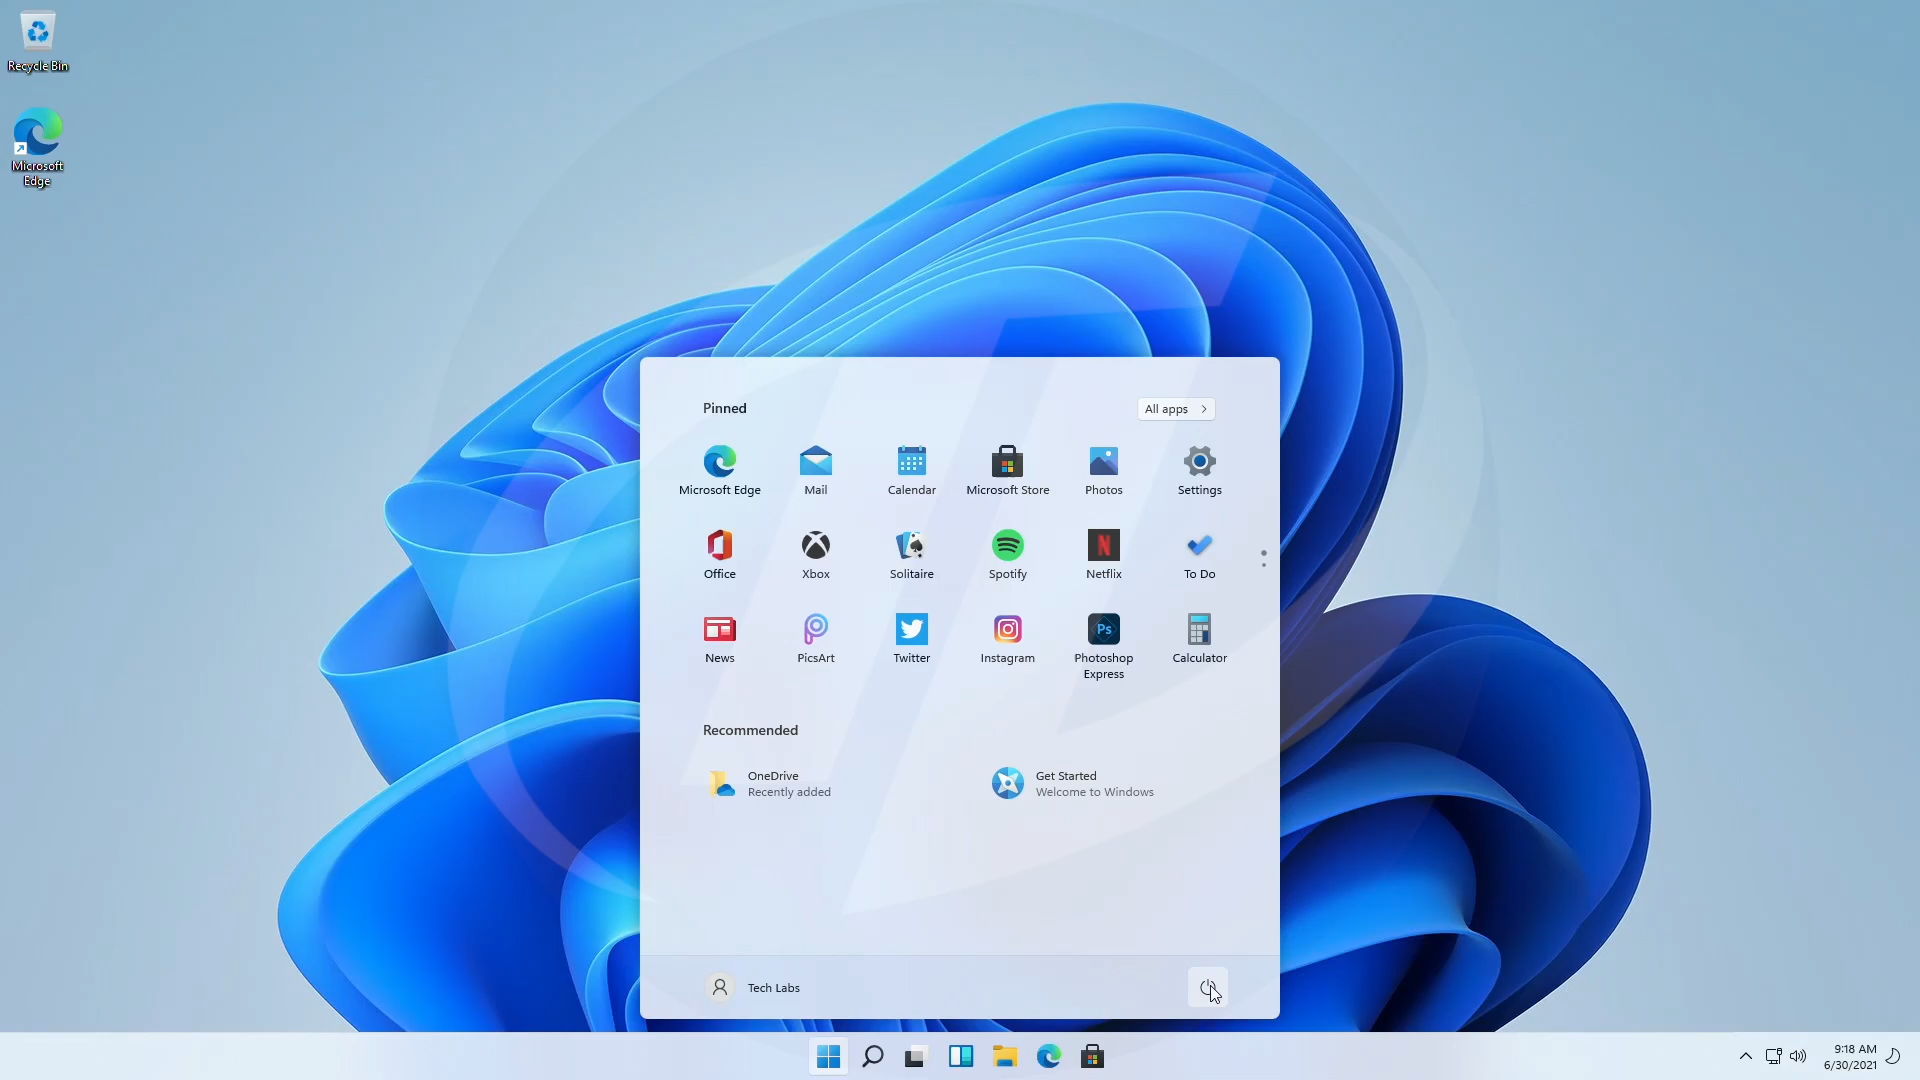 Recycle Bin
Microsoft
Edge
Pinned
All apps
Microsoft Edge
Mail
Calendar
Microsoft Store
Photos
Settings
Office
Xbox
Solitaire
Spotify
Netflix
To Do
News
PicsArt
Twitter
Instagram
Ps
Photoshop
Express
Calculator
Recommended
OneDrive
Recently added
Get Started
Welcome to Windows
Tech Labs
9:18 AM
6/30/2021